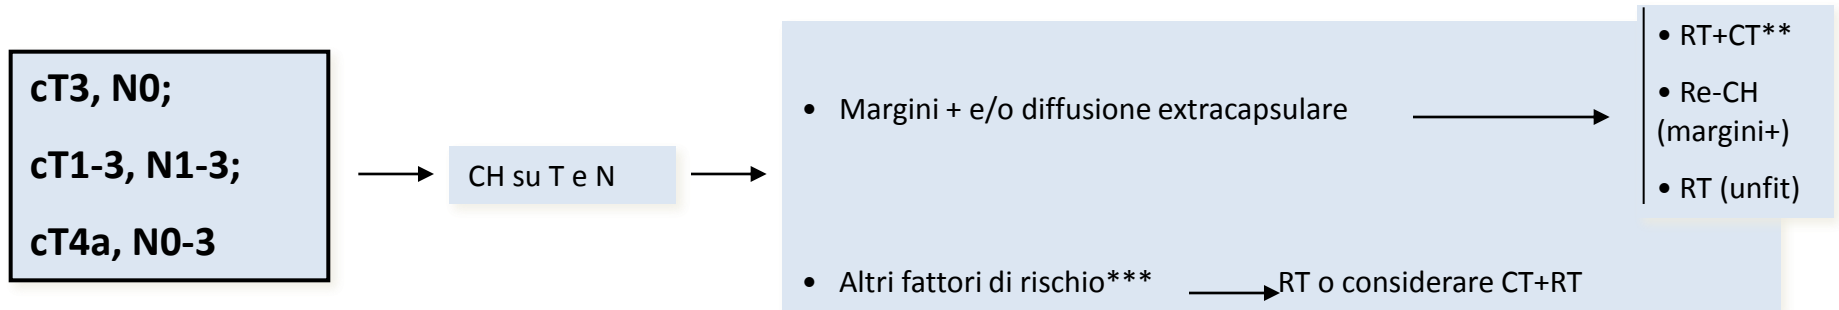 cT3, N0;
cT1-3, N1-3;
cT4a, N0-3
CH su T e N
• Margini + e/o diffusione extracapsulare
• RT+CT**
• Re-CH
(margini+)
• RT (unfit)
• Altri fattori di rischio***
RT o considerare CT+RT